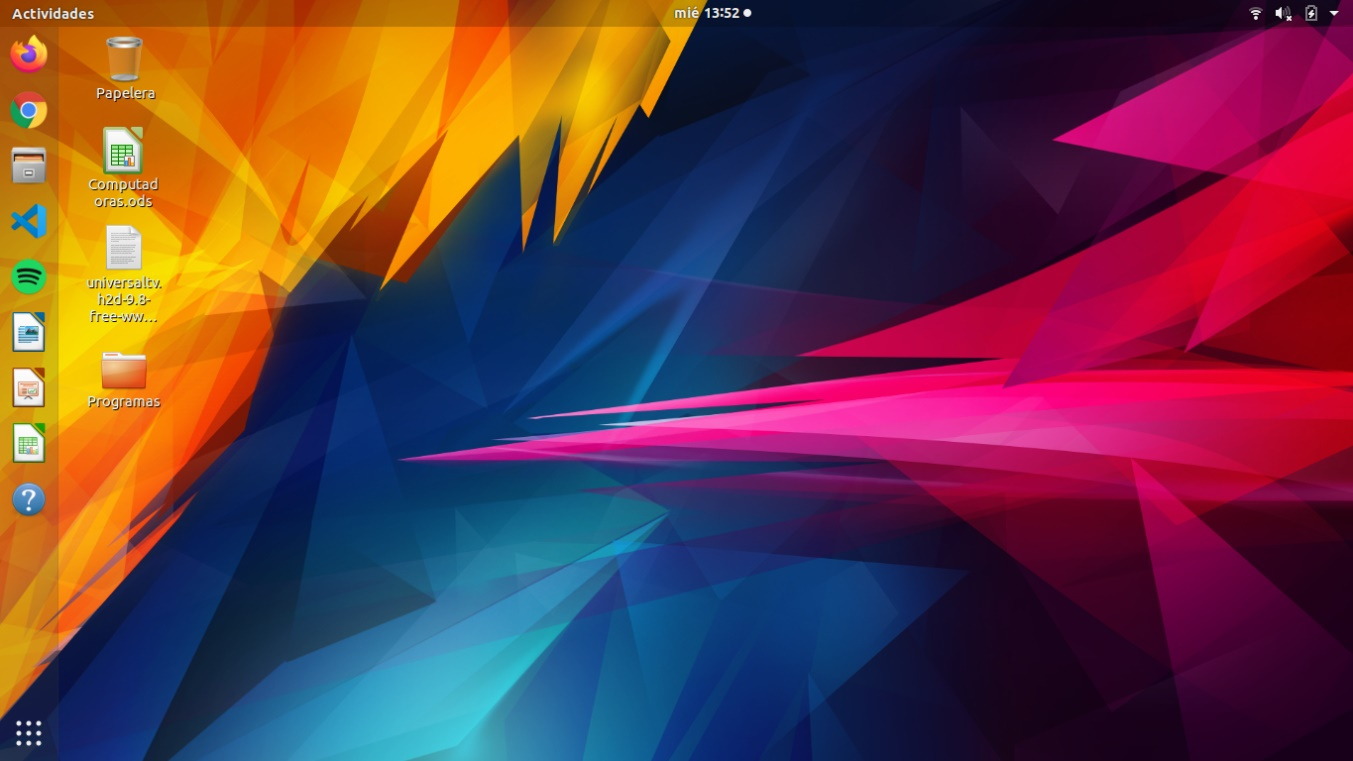 Actividades
mié 13:52
Papelera
Computad
oras.ods
universaltv.
h2d-9.8-
free-ww...
Programas
?